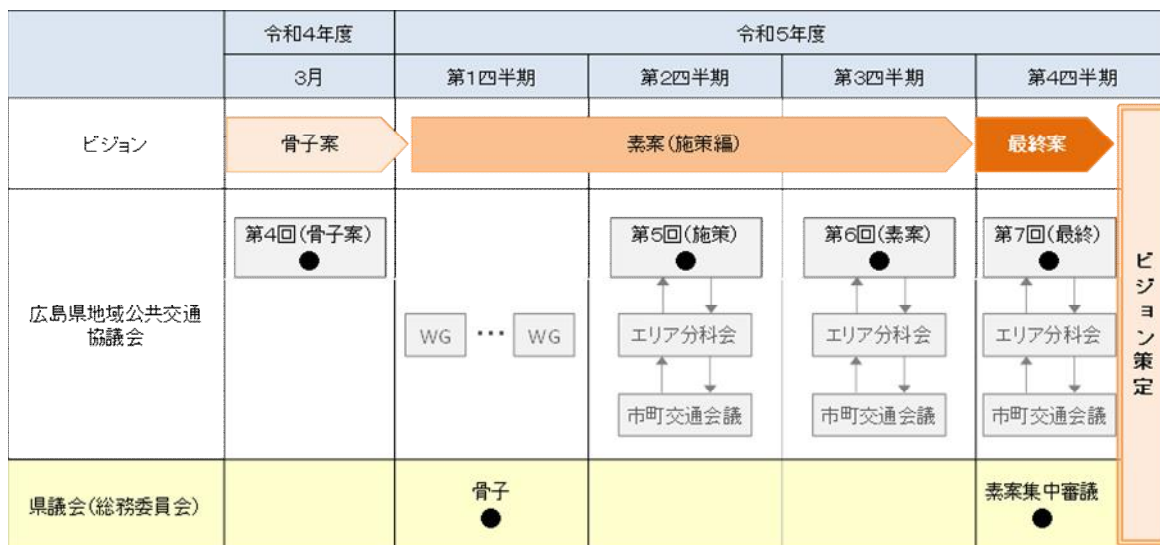 令和4年度
令和5年度
3月
第1四半期
第2四半期
第3四半期
第4四半期
ビジョン
骨子案
素案(施策編)
最終案
ビジョン策定
広島県地域公共交通
協議会
第4回(骨子案)
第5回(施策)
第6回(素案)
第7回(最終)
WG
…
WG
エリア分科会
エリア分科会
エリア分科会
市町交通会議
市町交通会議
市町交通会議
県議会(総務委員会)
骨子
素案集中審議